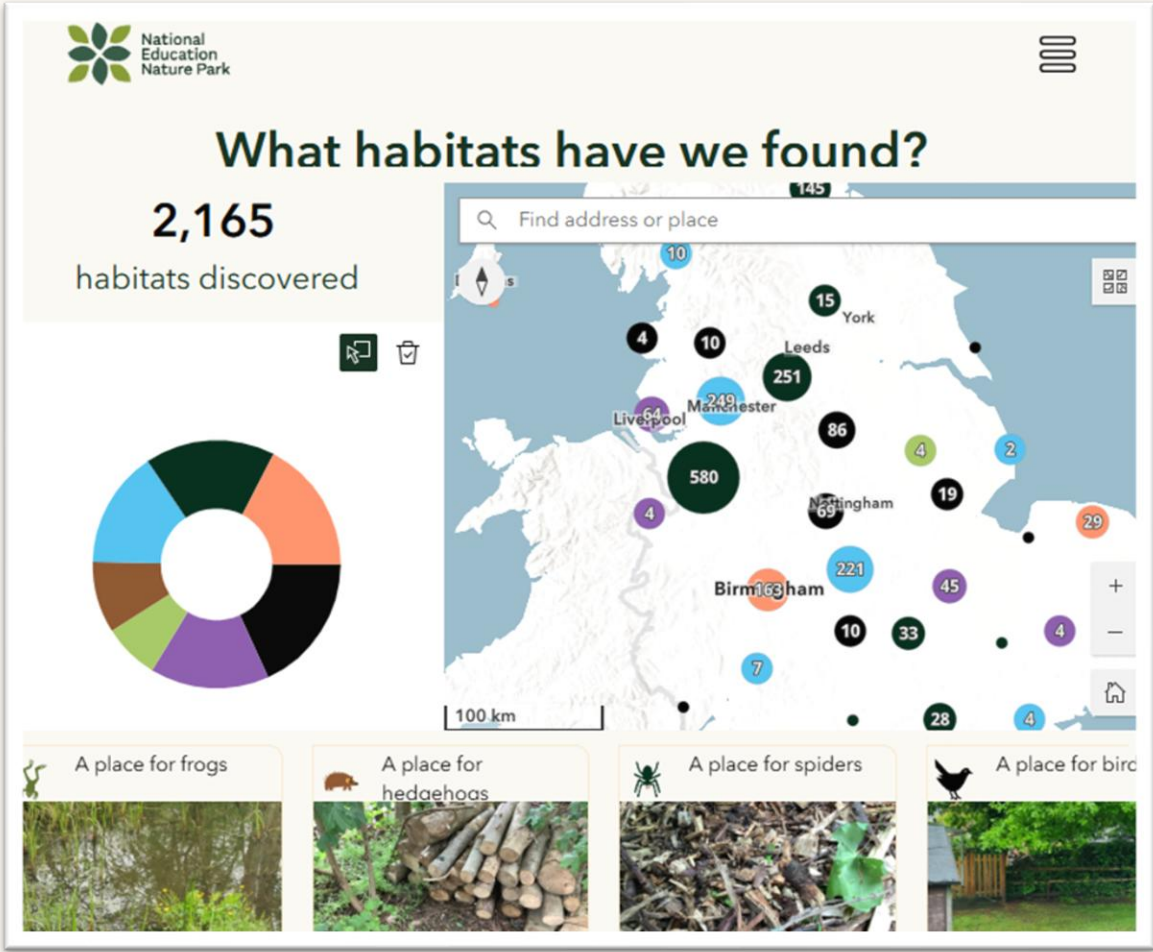 National
Education
Nature Park
What habitats have we found?
2,165
habitats discovered
145
Find address or place
10
15
York
4
10
Leeds
251
249
Manchester
64
Liverpool
86
4
2
580
19
4
Nottingham
69
29
221
Birmingham
163
45
10
33
4
7
100 km
28
4
A place for frogs
A place for
hedgehogs
A place for spiders
A place for bird